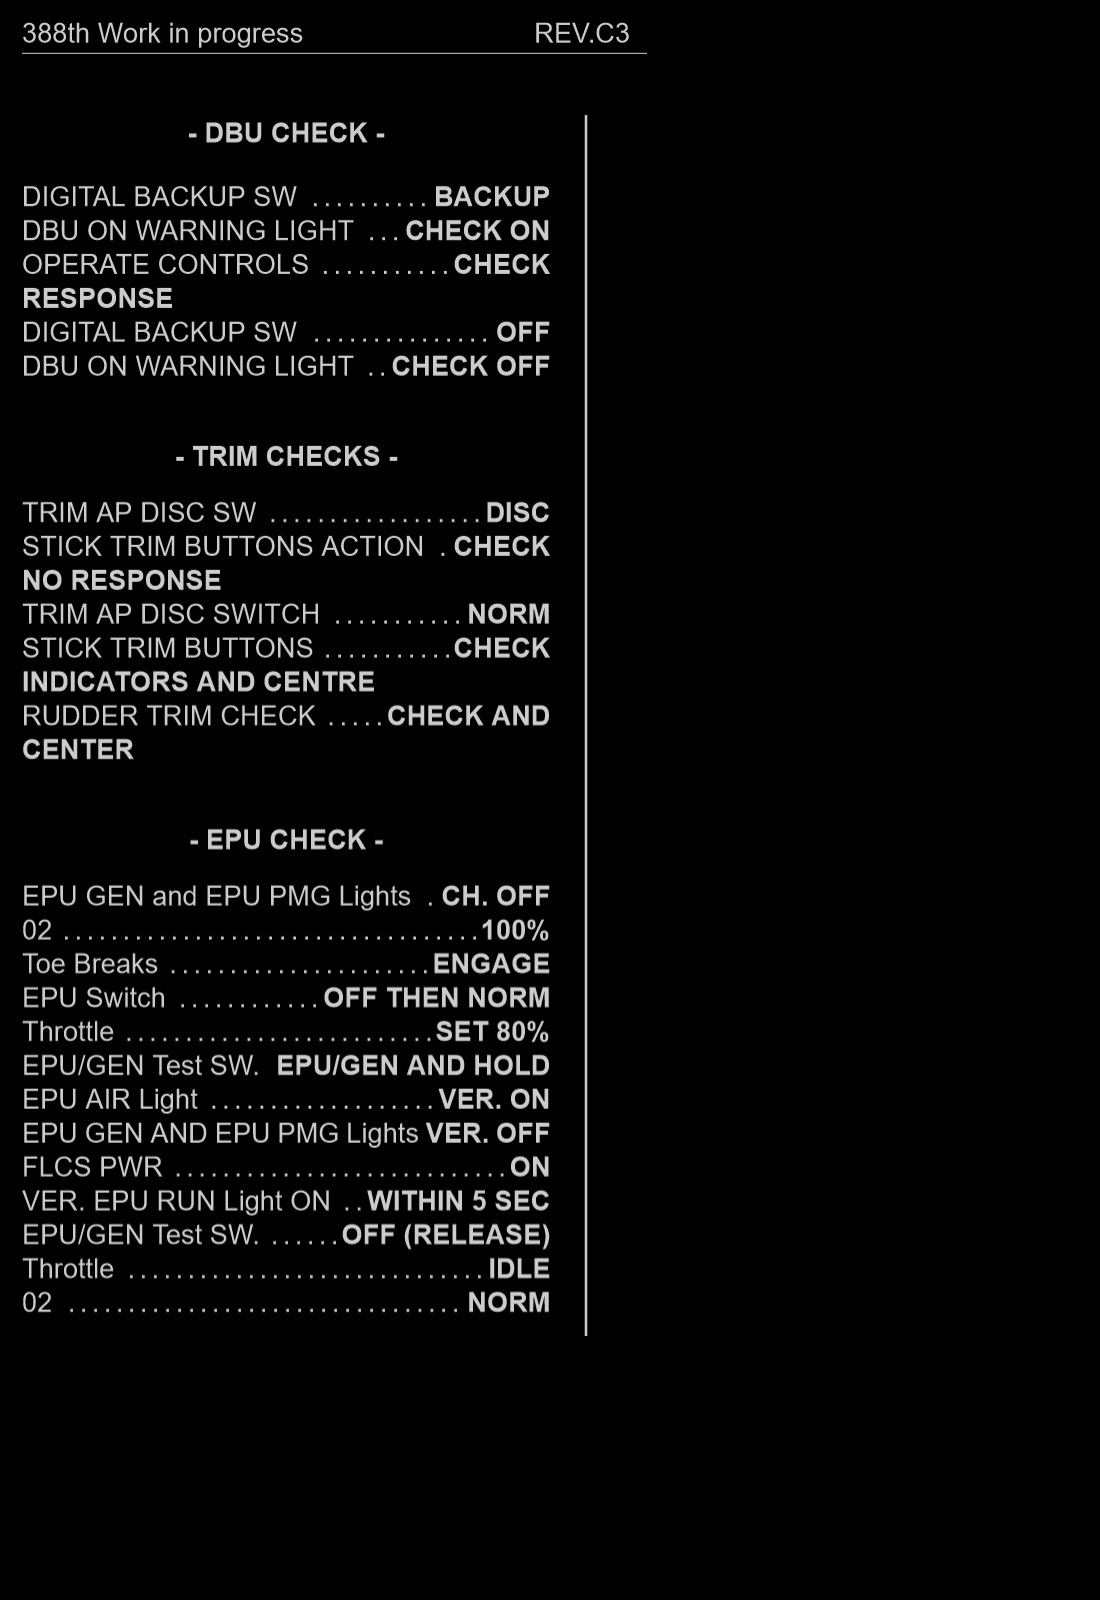 388th Work in progress REV.C3
- DBU CHECK -
DIGITAL BACKUP SW .......... BACKUP
DBU ON WARNING LIGHT ... CHECK ON
OPERATE CONTROLS ........... CHECK
RESPONSE
DIGITAL BACKUP SW ............... OFF
DBU ON WARNING LIGHT .. CHECK OFF
- TRIM CHECKS -
TRIM AP DISC SW .................. DISC
STICK TRIM BUTTONS ACTION . CHECK
NO RESPONSE
TRIM AP DISC SWITCH ........... NORM
STICK TRIM BUTTONS ........... CHECK
INDICATORS AND CENTRE
RUDDER TRIM CHECK ..... CHECK AND
CENTER
- EPU CHECK -
EPU GEN and EPU PMG Lights . CH. OFF
02 ................................... 100%
Toe Breaks ...................... ENGAGE
EPU Switch ............ OFF THEN NORM
Throttle .......................... SET 80%
EPU/GEN Test SW. EPU/GEN AND HOLD
EPU AIR Light ................... VER. ON
EPU GEN AND EPU PMG Lights VER. OFF
FLCS PWR ............................ ON
VER. EPU RUN Light ON .. WITHIN 5 SEC
EPU/GEN Test SW. ...... OFF (RELEASE)
Throttle .............................. IDLE
02 ................................. NORM